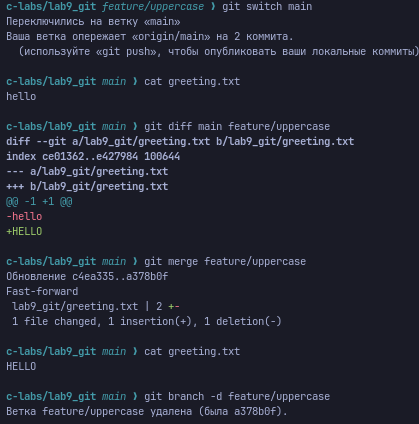 c-labs/lab9_git feature/uppercase ❱ git switch main
Переключились на ветку «main»
Ваша ветка опережает «origin/main» на 2 коммита.
(используйте «git push», чтобы опубликовать ваши локальные коммиты)
c-labs/lab9_git main ❱ cat greeting.txt
hello
c-labs/lab9_git main ❱ git diff main feature/uppercase
diff --git a/lab9_git/greeting.txt b/lab9_git/greeting.txt
index ce01362..e427984 100644
--- a/lab9_git/greeting.txt
+++ b/lab9_git/greeting.txt
@@ -1 +1 @@
-hello
+HELLO
c-labs/lab9_git main ❱ git merge feature/uppercase
Обновление c4ea335..a378b0f
Fast-forward
lab9_git/greeting.txt | 2 +-
1 file changed, 1 insertion(+), 1 deletion(-)
c-labs/lab9_git main ❱ cat greeting.txt
HELLO
c-labs/lab9_git main ❱ git branch -d feature/uppercase
Ветка feature/uppercase удалена (была a378b0f).